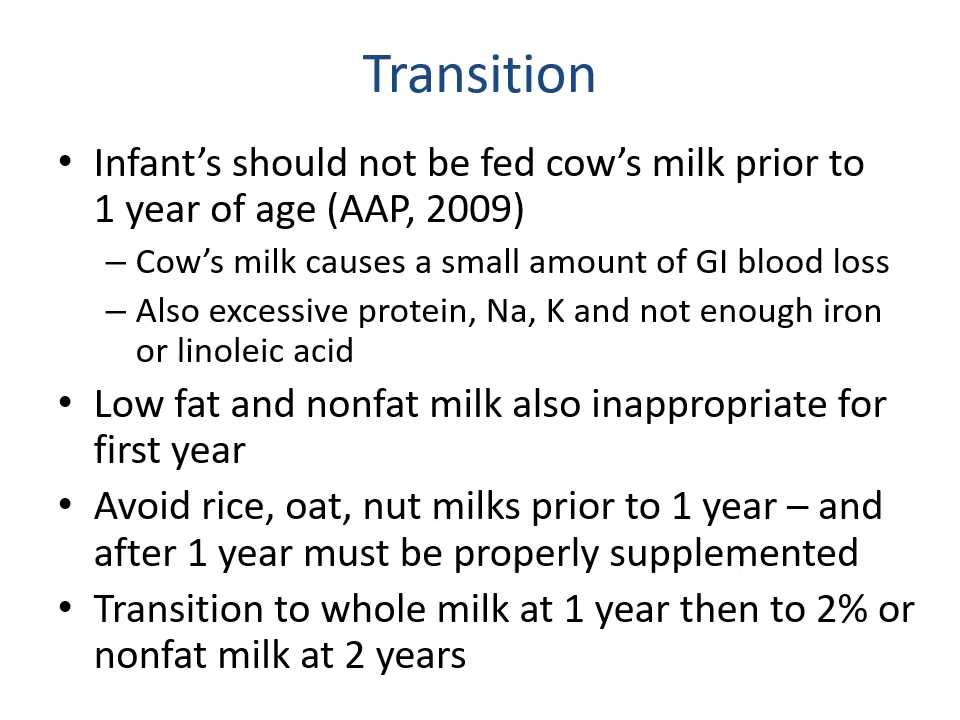 Transition
• Infant’s should not be fed cow’s milk prior to
1 year of age (AAP, 2009)
– Cow’s milk causes a small amount of GI blood loss
– Also excessive protein, Na, K and not enough iron
or linoleic acid
• Low fat and nonfat milk also inappropriate for
first year
• Avoid rice, oat, nut milks prior to 1 year – and
after 1 year must be properly supplemented
• Transition to whole milk at 1 year then to 2% or
nonfat milk at 2 years